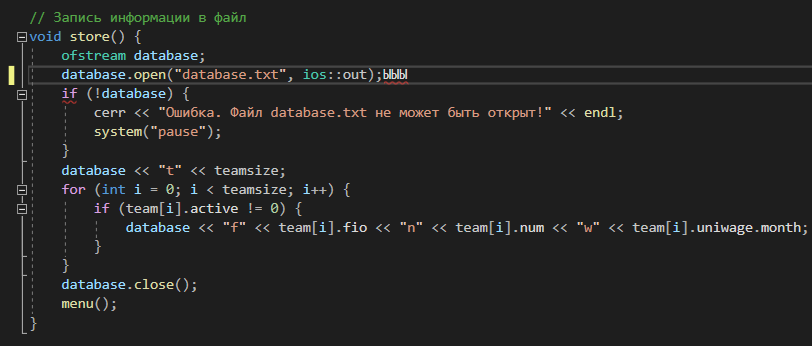 // Запись информации в файл
void store() {
ofstream database;
database.open("database.txt", ios::out);ЫЫЫ
if (!database) {
cerr << "Ошибка. Файл database.txt не может быть открыт!" << endl;
system("pause");
}
database << "t" << teamsize;
for (int i = 0; i < teamsize; i++) {
if (team[i].active != 0) {
database << "f" << team[i].fio << "n" << team[i].num << "w" << team[i].uniwage.month;
}
}
database.close();
menu();
}